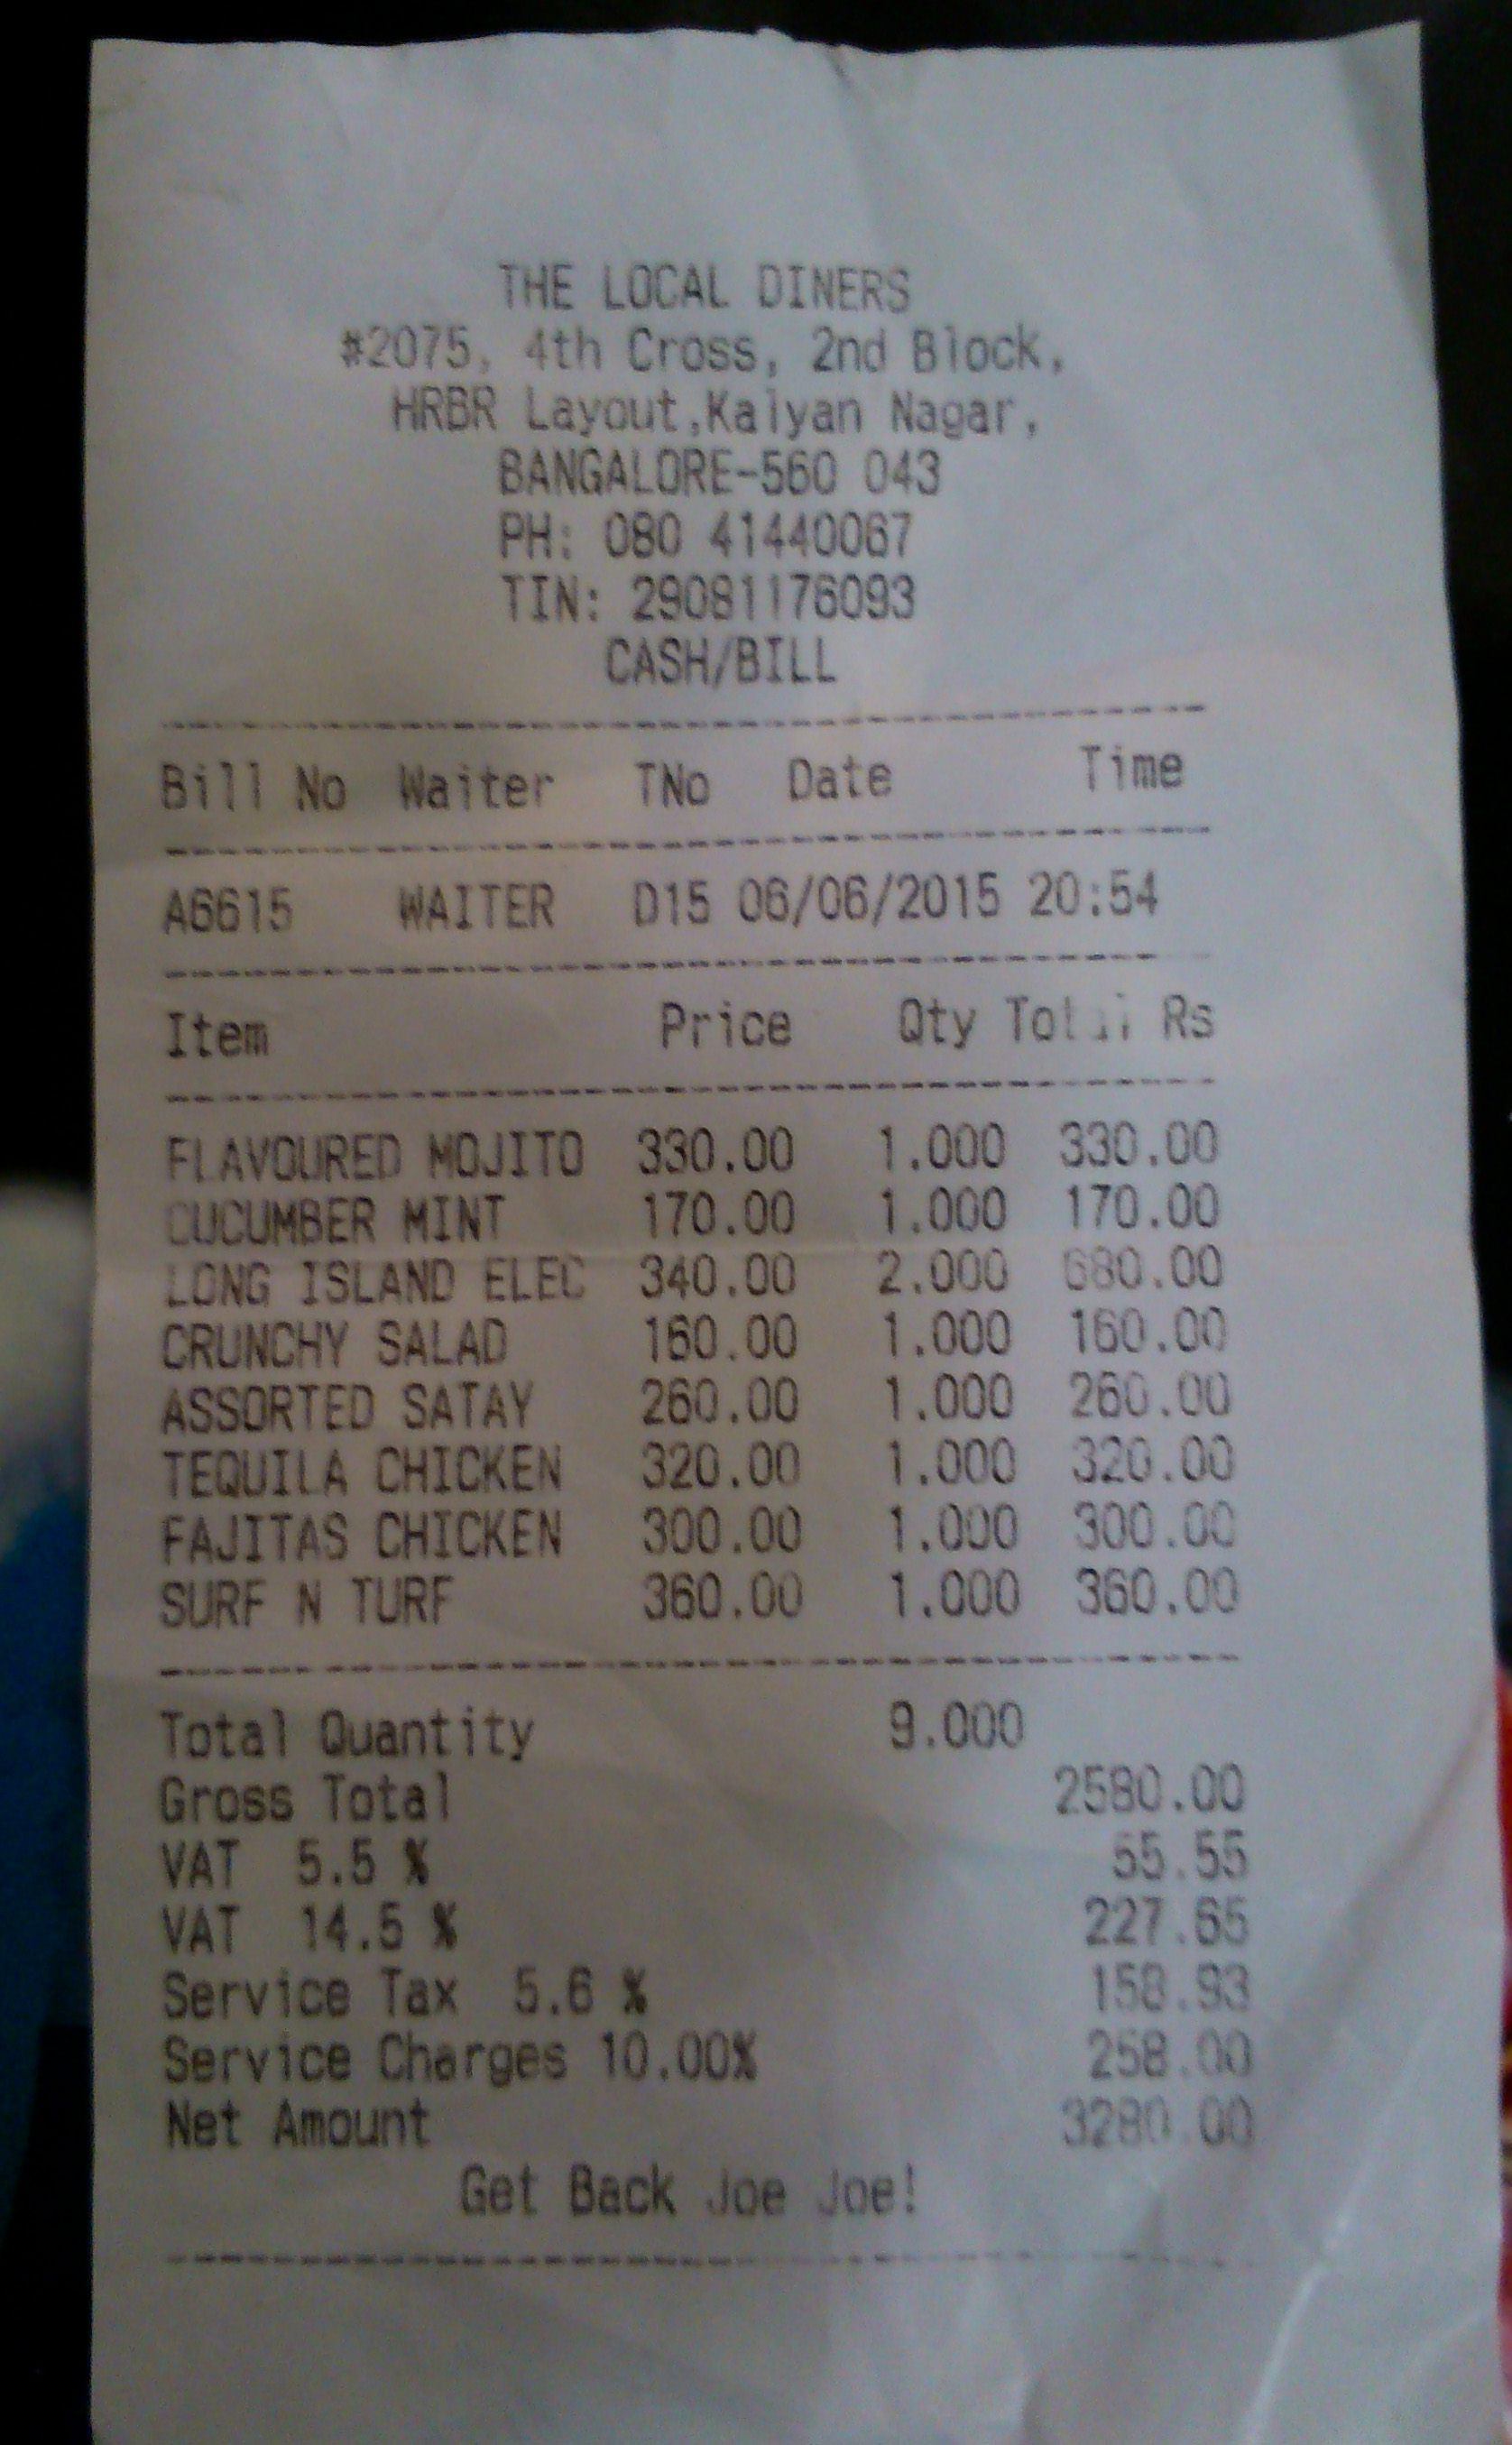 THE LOCAL DINERS
#2075, 4th Cross, 2nd Block,
HRBR Layout,Kalyan Nagar,
BANGALORE-560 043
PH: 080 41440067
TIN: 29081176093
CASH/BILL
Bill No Waiter TNo Date Time
A6615 WAITER D15 06/06/2015 20:54
Item Price Qty Total Rs
FLAVOURED MOJITO 330.00 1.000 330.00
CUCUMBER MINT 170.00 1.000 170.00
LONG ISLAND ELEC 340.00 2.000 680.00
CRUNCHY SALAD 160.00 1.000 160.00
ASSORTED SATAY 260.00 1.000 260.00
TEQUILA CHICKEN 320.00 1.000 320.00
FAJITAS CHICKEN 300.00 1.000 300.00
SURF N TURF 360.00 1.000 360.00
Total Quantity 9.000
Gross Total 2580.00
VAT 5.5 % 55.55
VAT 14.5 % 227.65
Service Tax 5.6 % 158.93
Service Charges 10.00% 258.00
Net Amount 3280.00
Get Back Joe Joe!